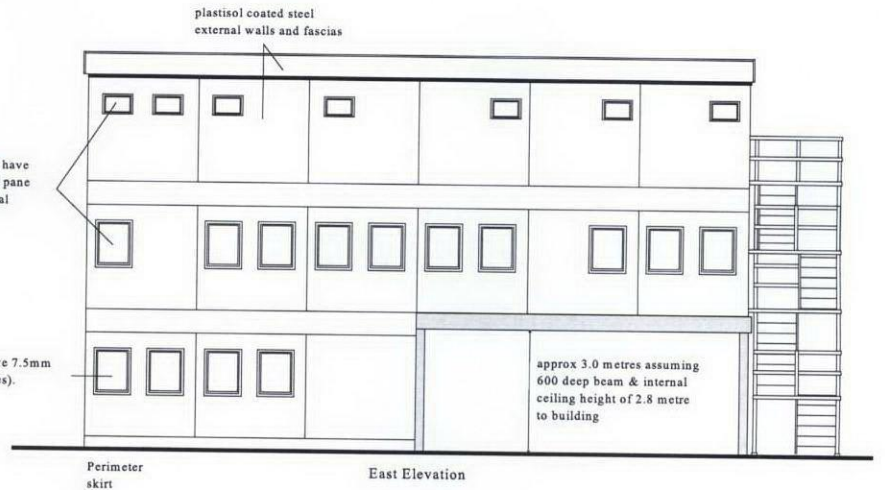 plastisol coated steel
external walls and fascias
have
pane
al
e 7.5mm
s).
approx 3.0 metres assuming
600 deep beam & internal
ceiling height of 2.8 metre
to building
Perimeter
skirt
East Elevation